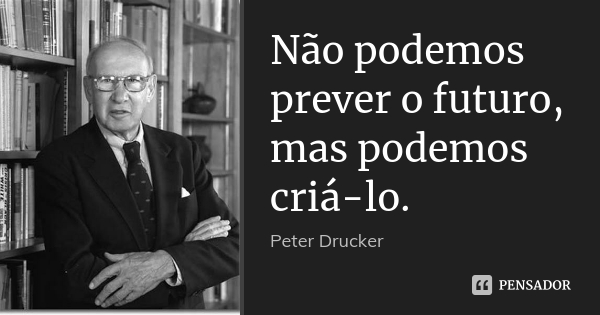 Não podemos
prever o futuro,
mas podemos
criá-lo.
Peter Drucker
PENSADOR